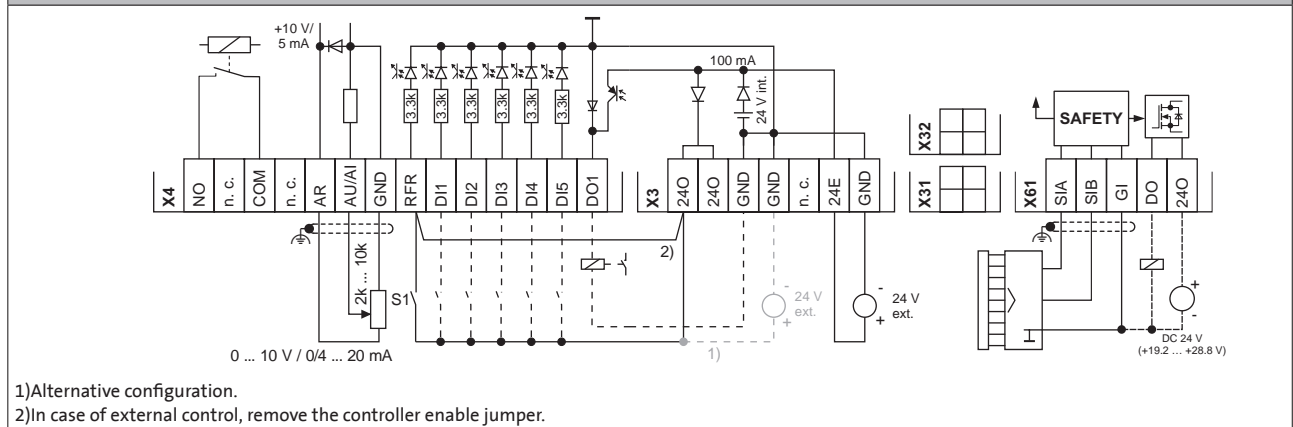 +10 V/
5 mA
100 mA
3.3k
3.3k
3.3k
3.3k
3.3k
3.3k
24 V int.
SAFETY
X32
X31
X4
NO
n. c.
COM
n. c.
AR
AU/AI
GND
RFR
DI1
DI2
DI3
DI4
DI5
DO1
X3
24O
24O
GND
GND
n. c.
24E
GND
X61
SIA
SIB
GI
DO
24O
2)
2k ... 10k
S1
-
24 V
ext.
+
-
24 V
ext.
+
+
-
DC 24 V
(+19.2 ... +28.8 V)
0 ... 10 V / 0/4 ... 20 mA
1)
1)Alternative configuration.
2)In case of external control, remove the controller enable jumper.